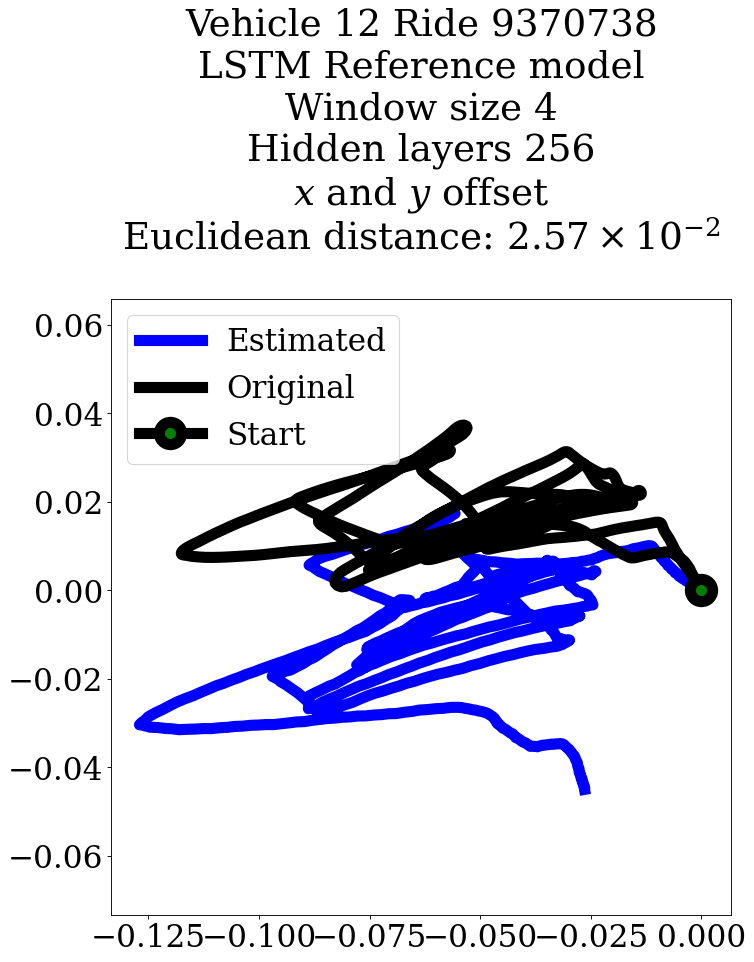 Vehicle 12 Ride 9370738
LSTM Reference model
Window size 4
Hidden layers 256
x and y offset
Euclidean distance: 2.57 × 10⁻²
0.06
0.04
0.02
0.00
−0.02
−0.04
−0.06
Estimated
Original
Start
−0.125 −0.100 −0.075 −0.050 −0.025 0.000